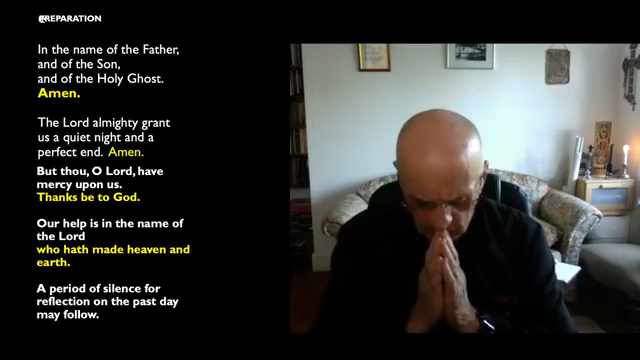 PREPARATION
In the name of the Father,
and of the Son,
and of the Holy Ghost.
Amen.
The Lord almighty grant
us a quiet night and a
perfect end. Amen.
But thou, O Lord, have
mercy upon us.
Thanks be to God.
Our help is in the name of
the Lord
who hath made heaven and
earth.
A period of silence for
reflection on the past day
may follow.